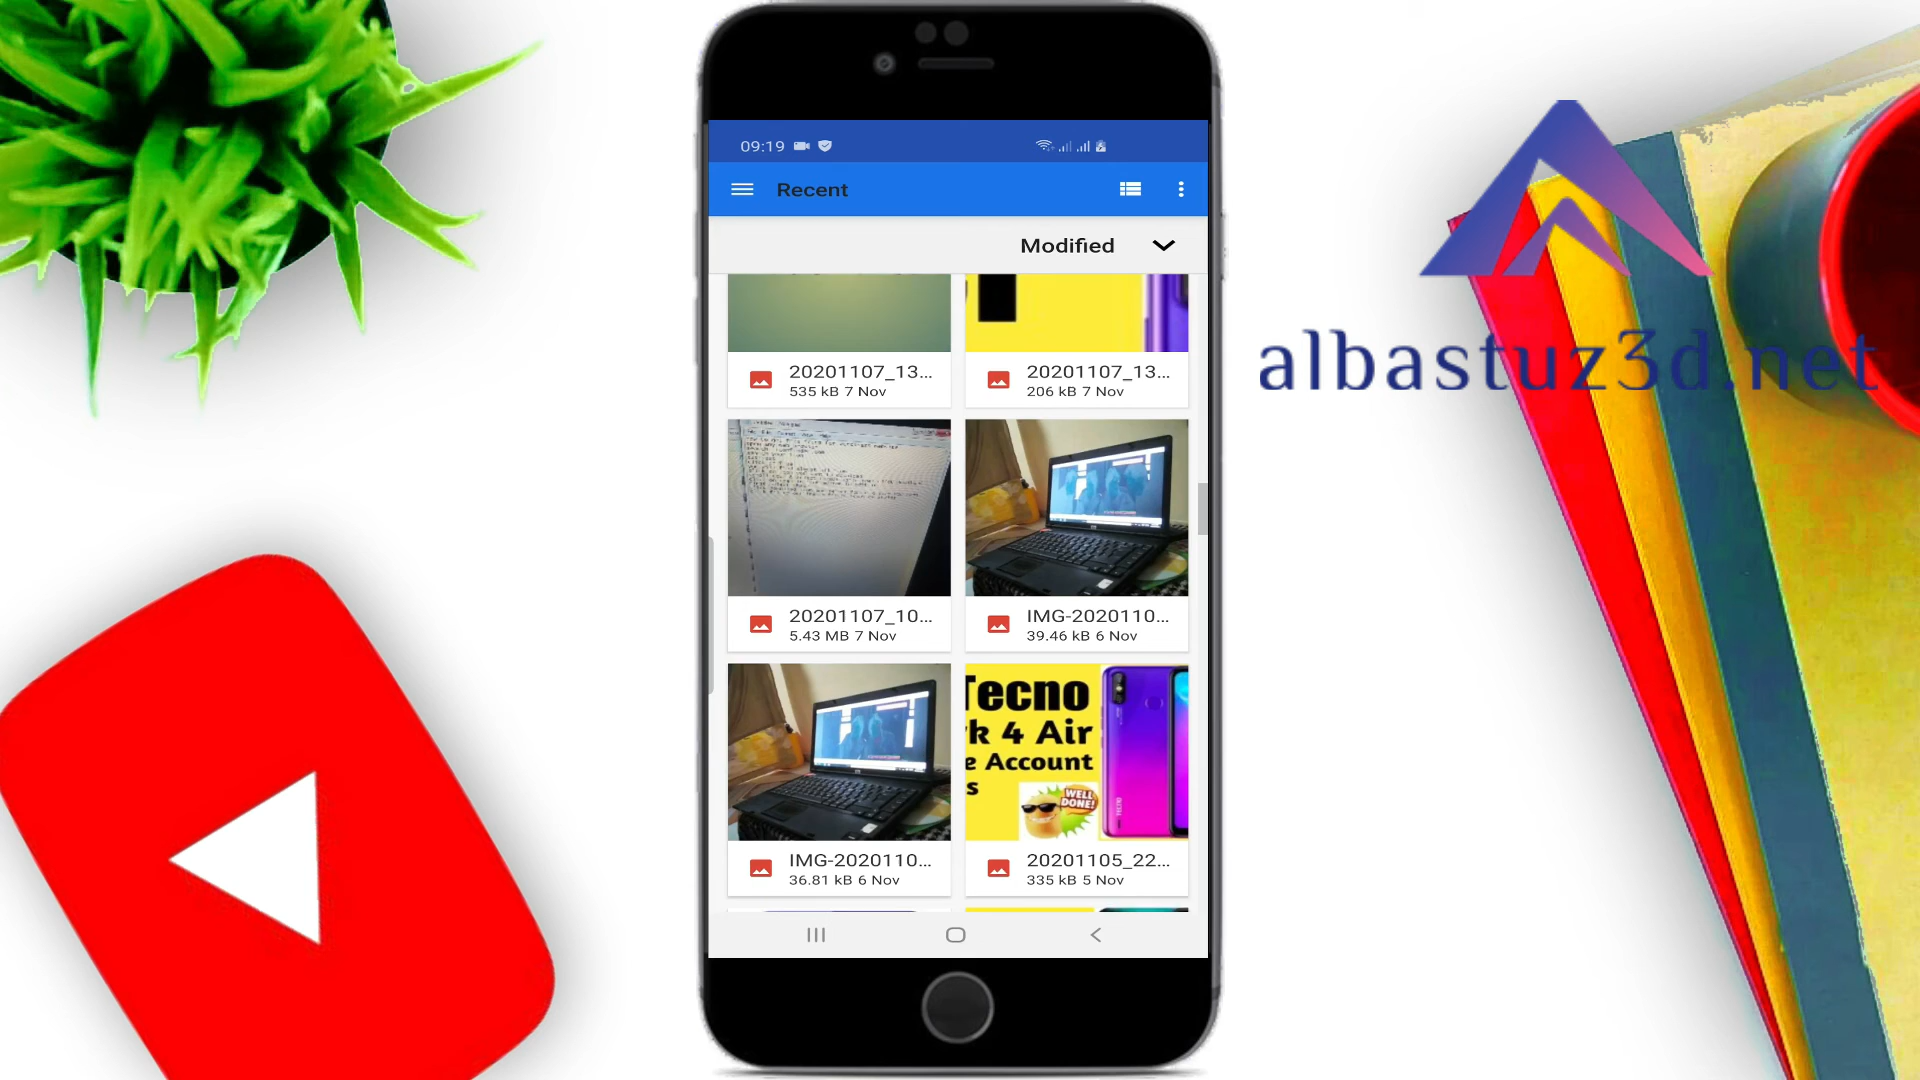 09:19
Recent
Modified
20201107_13...
535 kB 7 Nov
20201107_13...
206 kB 7 Nov
20201107_10...
5.43 MB 7 Nov
IMG-2020110...
39.46 kB 6 Nov
IMG-2020110...
36.81 kB 6 Nov
Tecno
rk 4 Air
e Account
s
WELL
DONE!
TECNO
20201105_22...
335 kB 5 Nov
albastuz3d.net